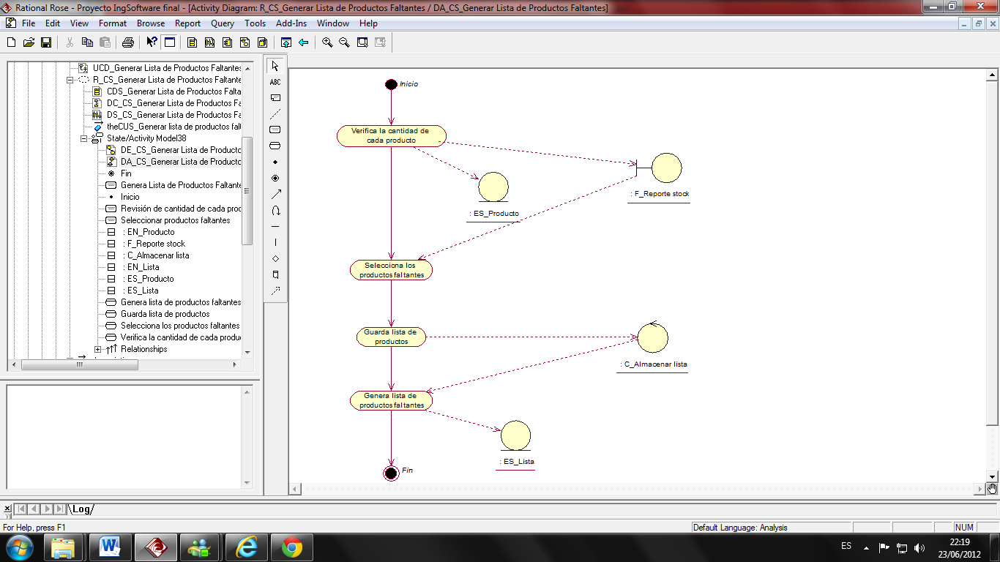 Rational Rose - Proyecto IngSoftware final - [Activity Diagram: R_CS_Generar Lista de Productos Faltantes / DA_CS_Generar Lista de Productos Faltantes]
File Edit View Format Browse Report Query Tools Add-Ins Window Help
UCD_Generar Lista de Productos Faltantes
R_CS_Generar Lista de Productos Faltante
CDS_Generar Lista de Productos Falta
DC_CS_Generar Lista de Productos Fa
DS_CS_Generar Lista de Productos Fa
theCUS_Generar lista de productos falt
State/Activity Model38
DE_CS_Generar Lista de Producto
DA_CS_Generar Lista de Producto
Fin
Genera Lista de Productos Faltante
Inicio
Revisión de cantidad de cada prod
Seleccionar productos faltantes
: EN_Producto
: F_Reporte stock
: C_Almacenar lista
: EN_Lista
: ES_Producto
: ES_Lista
Genera lista de productos faltantes
Guarda lista de productos
Selecciona los productos faltantes
Verifica la cantidad de cada produ
Relationships
ABC
Inicio
Verifica la cantidad de
cada producto
: F_Reporte stock
: ES_Producto
Selecciona los
productos faltantes
Guarda lista de
productos
: C_Almacenar lista
Genera lista de
productos faltantes
: ES_Lista
Fin
Log
For Help, press F1
Default Language: Analysis
NUM
ES
22:19
23/06/2012